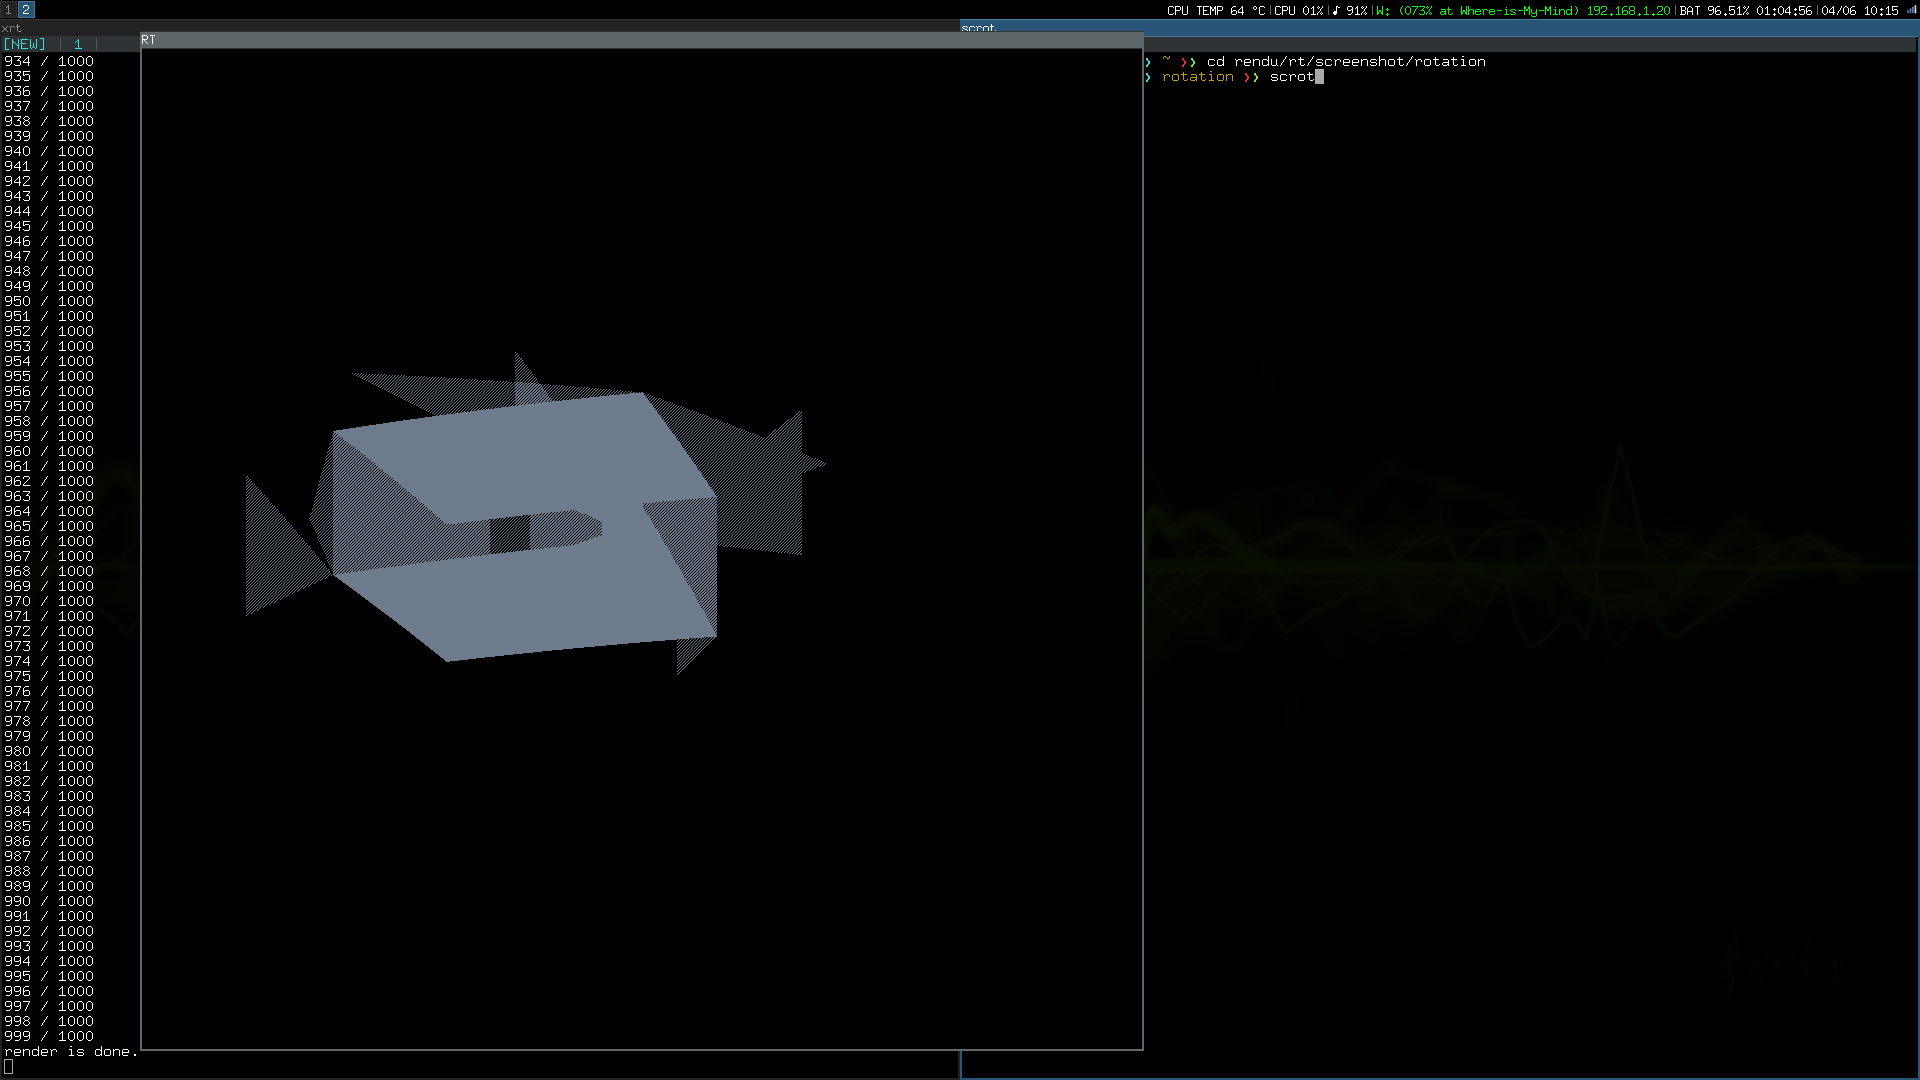 1 2
CPU TEMP 64 °C|CPU 01%|♪ 91%|W: (073% at Where-is-My-Mind) 192.168.1.20|BAT 96.51% 01:04:56|04/06 10:15
xrt
scrot
[NEW] | 1 |
RT
934 / 1000
935 / 1000
936 / 1000
937 / 1000
938 / 1000
939 / 1000
940 / 1000
941 / 1000
942 / 1000
943 / 1000
944 / 1000
945 / 1000
946 / 1000
947 / 1000
948 / 1000
949 / 1000
950 / 1000
951 / 1000
952 / 1000
953 / 1000
954 / 1000
955 / 1000
956 / 1000
957 / 1000
958 / 1000
959 / 1000
960 / 1000
961 / 1000
962 / 1000
963 / 1000
964 / 1000
965 / 1000
966 / 1000
967 / 1000
968 / 1000
969 / 1000
970 / 1000
971 / 1000
972 / 1000
973 / 1000
974 / 1000
975 / 1000
976 / 1000
977 / 1000
978 / 1000
979 / 1000
980 / 1000
981 / 1000
982 / 1000
983 / 1000
984 / 1000
985 / 1000
986 / 1000
987 / 1000
988 / 1000
989 / 1000
990 / 1000
991 / 1000
992 / 1000
993 / 1000
994 / 1000
995 / 1000
996 / 1000
997 / 1000
998 / 1000
999 / 1000
render is done.
❯ ~ ❯❯ cd rendu/rt/screenshot/rotation
❯ rotation ❯❯ scrot